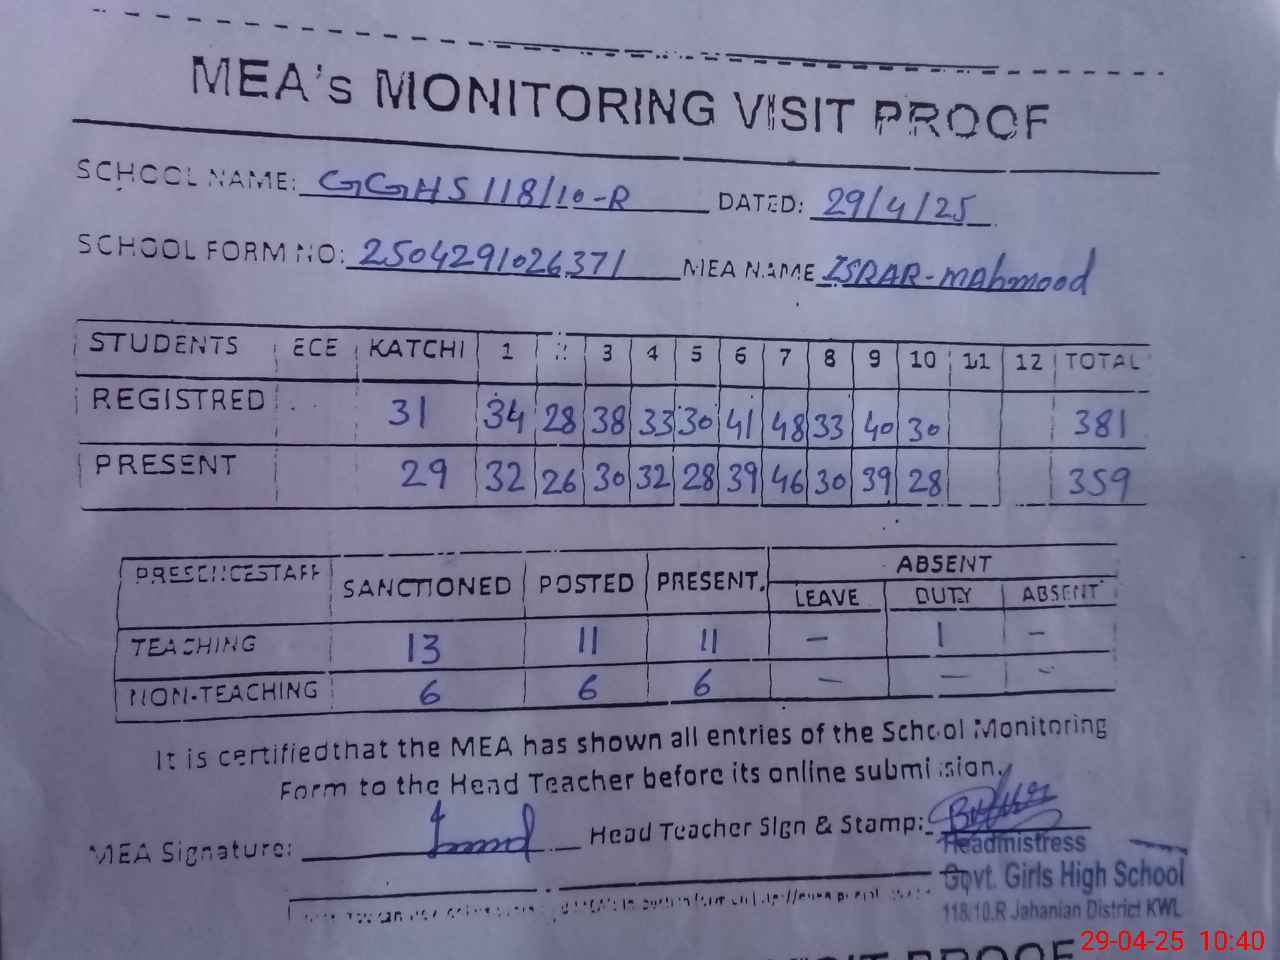 MEA's MONITORING VISIT PROOF
SCHOOL NAME: GGHS 118/10-R DATED: 29/4/25
SCHOOL FORM NO: 2504291026371 MEA NAME ISRAR-mAhmood
STUDENTS ECE KATCHI 1 2 3 4 5 6 7 8 9 10 11 12 TOTAL
REGISTRED 31 34 28 38 33 30 41 48 33 40 30 381
PRESENT 29 32 26 30 32 28 39 46 30 39 28 359
PRESENCESTAFF SANCTIONED POSTED PRESENT. ABSENT
LEAVE DUTY ABSENT
TEACHING 13 11 11 - 1 -
NON-TEACHING 6 6 6 - - -
It is certified that the MEA has shown all entries of the School Monitoring
Form to the Head Teacher before its online submission.
MEA Signature: Head Teacher Sign & Stamp:
Headmistress
Govt. Girls High School
118.10.R Jahanian District KWL
VISIT PROOF
29-04-25 10:40